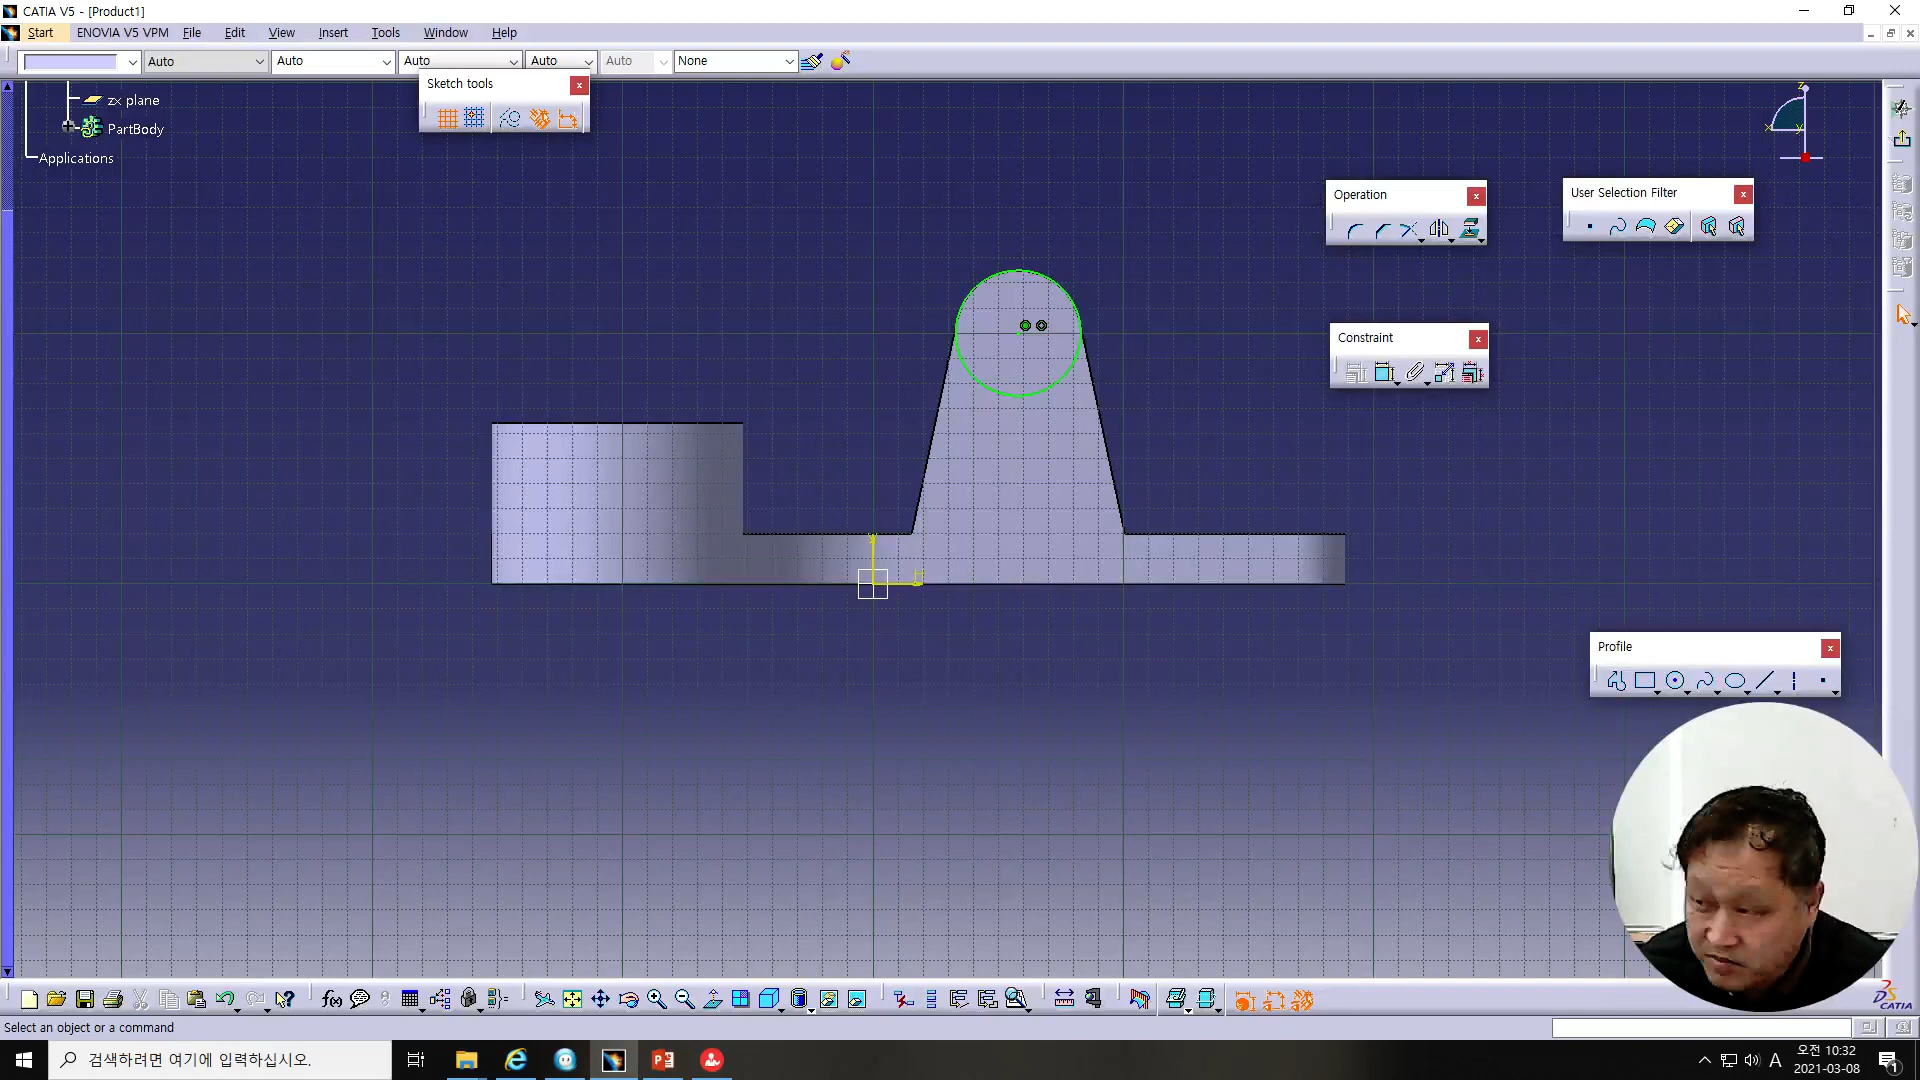 CATIA V5 - [Product1]
Start ENOVIA V5 VPM File Edit View Insert Tools Window Help
Auto Auto Auto Auto Auto None
Sketch tools
zx plane
PartBody
Applications
z
x y
Operation
User Selection Filter
Constraint
H
Profile
f(x)
DS CATIA
Select an object or a command
검색하려면 여기에 입력하십시오.
A
오전 10:32
2021-03-08
1